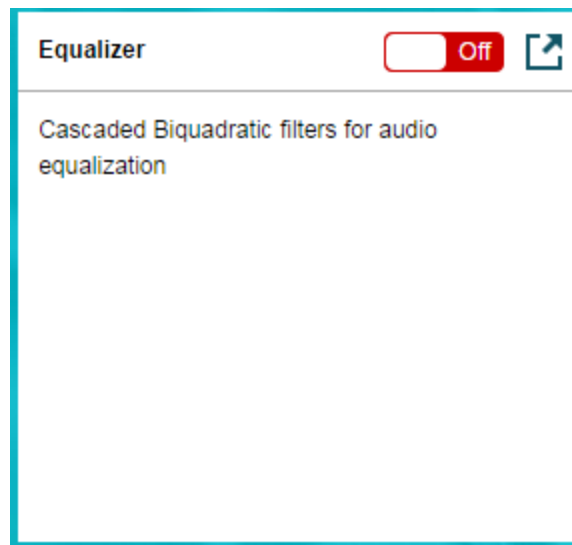 Equalizer
Off
Cascaded Biquadratic filters for audio
equalization